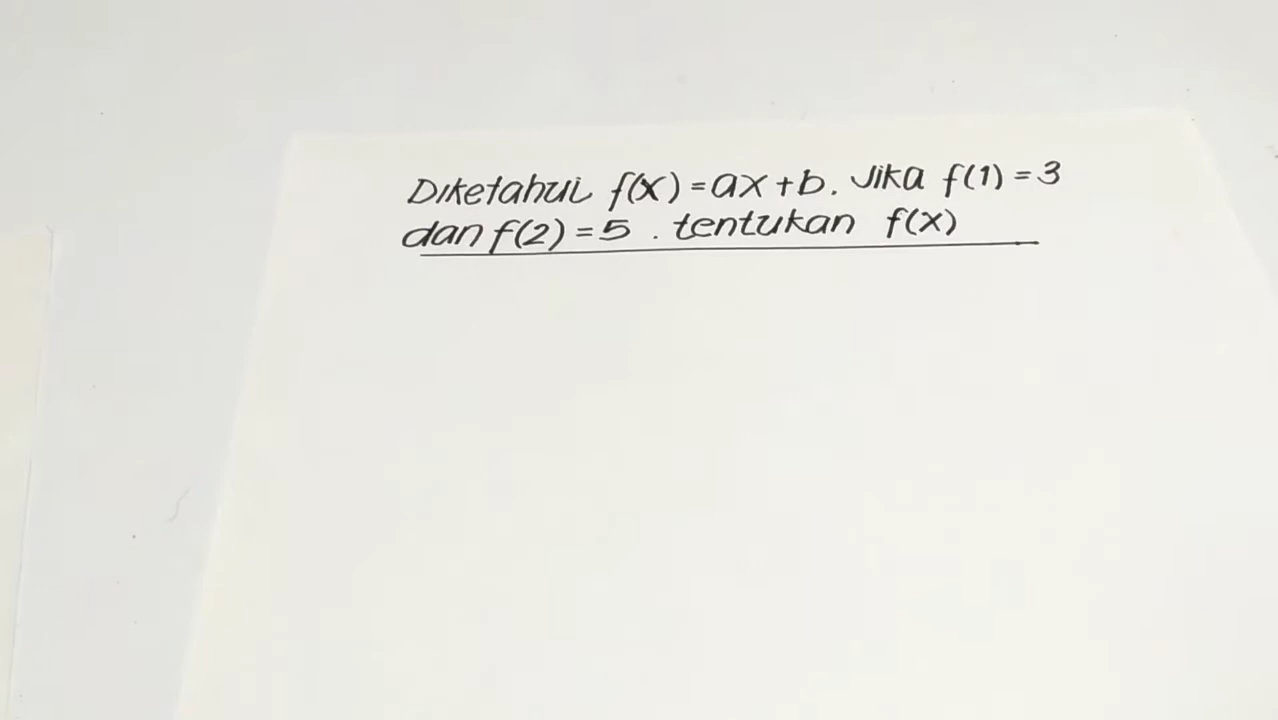 Diketahui f(x) = ax + b. Jika f(1) = 3
dan f(2) = 5 . tentukan f(x)